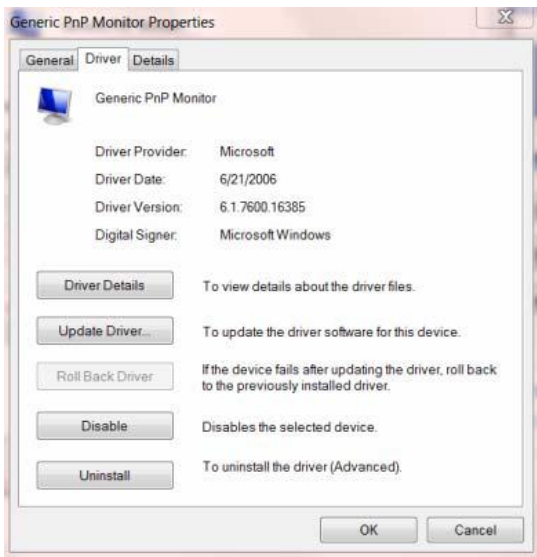 Generic PnP Monitor Properties
General Driver Details
Generic PnP Monitor
Driver Provider: Microsoft
Driver Date: 6/21/2006
Driver Version: 6.1.7600.16385
Digital Signer: Microsoft Windows
Driver Details To view details about the driver files.
Update Driver... To update the driver software for this device.
Roll Back Driver If the device fails after updating the driver, roll back
to the previously installed driver.
Disable Disables the selected device.
Uninstall To uninstall the driver (Advanced).
OK Cancel